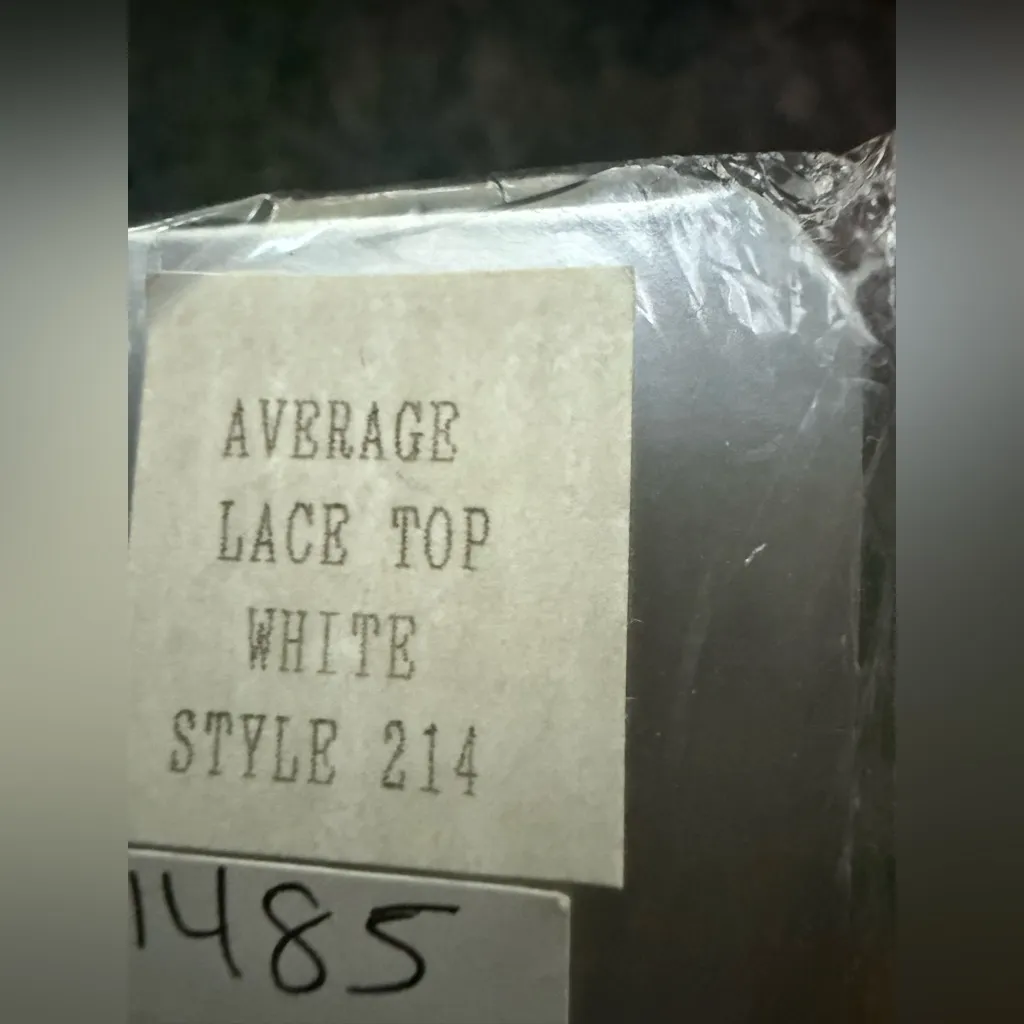 AVERAGE
LACE TOP
WHITE
STYLE 214
1485